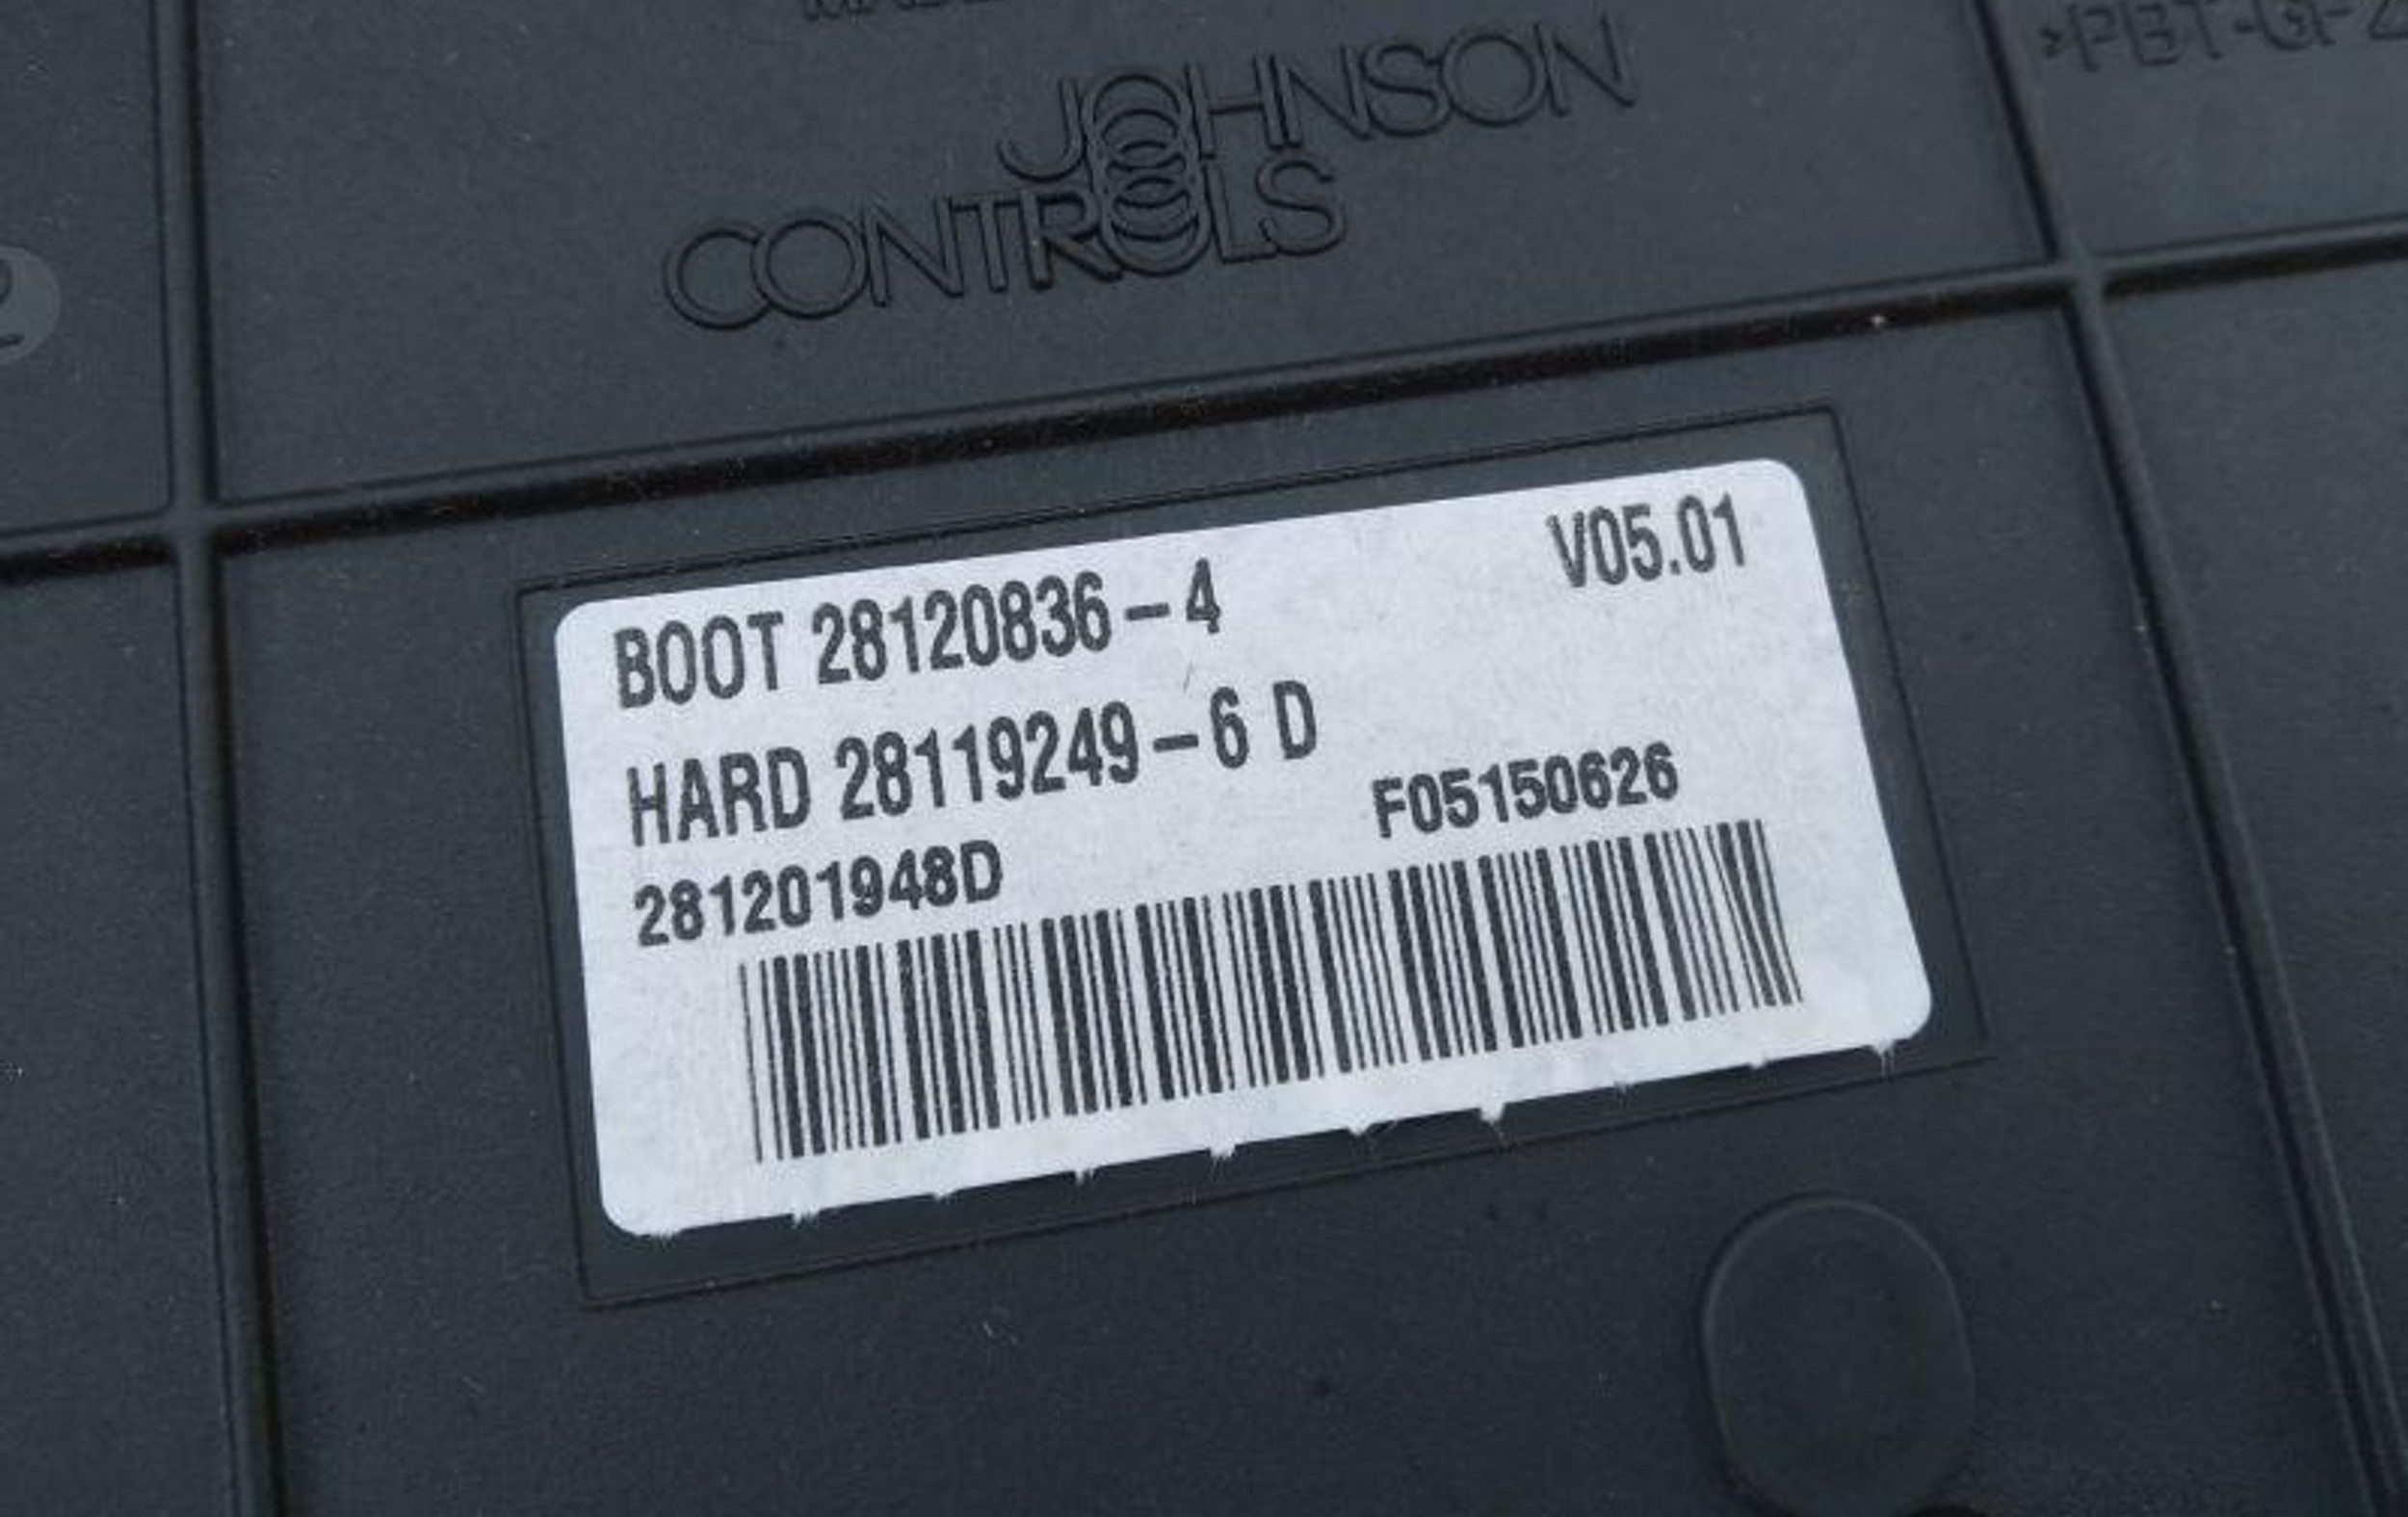 JOHNSON
CONTROLS
V05.01
BOOT 28120836-4
HARD 28119249-6 D
281201948D F05150626